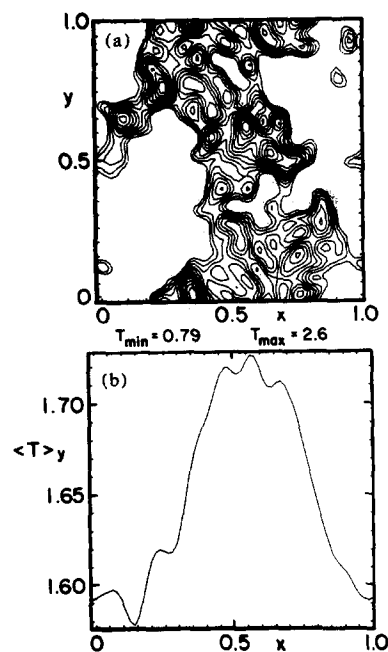 1.0
(a)
y
0.5
0
0
0.5
x
1.0
T_min = 0.79 T_max = 2.6
(b)
1.70
<T>_y
1.65
1.60
0
0.5
x
1.0